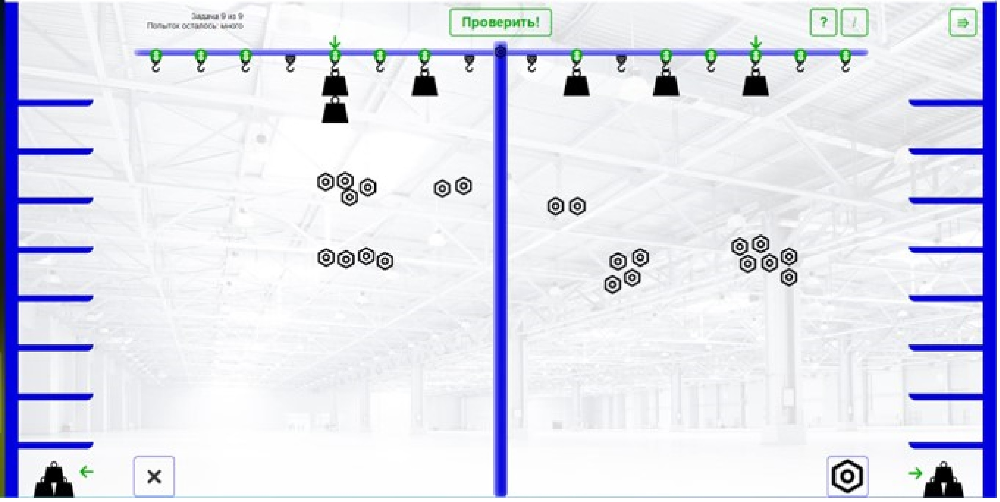 Задача 9 из 9
Попыток осталось: много
Проверить!
?
i